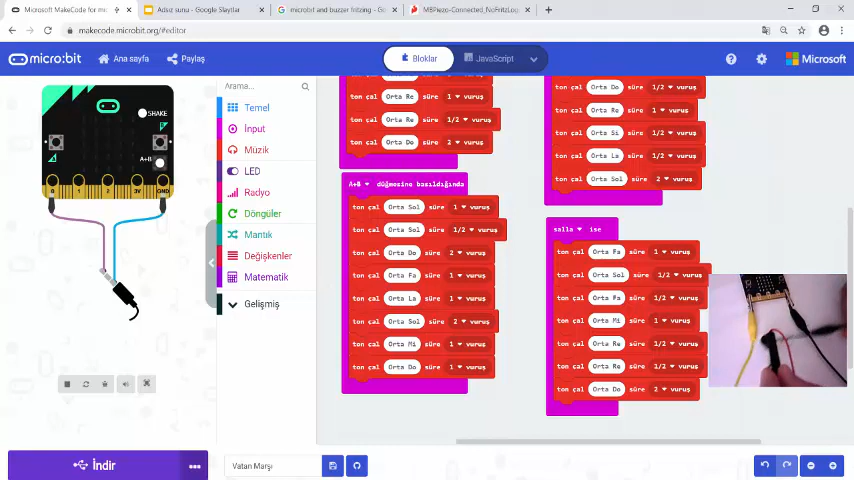 Microsoft MakeCode for mi
Adsız sunu - Google Slaytlar
microbit and buzzer fritzing - Goog
MBPiezo-Connected_NoFritzLogo
makecode.microbit.org/#editor
micro:bit
Ana sayfa
Paylaş
Bloklar
JavaScript
Microsoft
SHAKE
B
A
A+B
0 1 2 3V GND
Arama...
Temel
İnput
Müzik
LED
Radyo
Döngüler
Mantık
Değişkenler
Matematik
Gelişmiş
ton çal Orta Re süre 1 vuruş
ton çal Orta Re süre 1/2 vuruş
ton çal Orta Do süre 2 vuruş
A+B düğmesine basıldığında
ton çal Orta Sol süre 1 vuruş
ton çal Orta Sol süre 1/2 vuruş
ton çal Orta Do süre 2 vuruş
ton çal Orta Fa süre 1 vuruş
ton çal Orta La süre 1 vuruş
ton çal Orta Sol süre 2 vuruş
ton çal Orta Mi süre 1 vuruş
ton çal Orta Do süre 1 vuruş
ton çal Orta Do süre 1/2 vuruş
ton çal Orta Re süre 1 vuruş
ton çal Orta Si süre 1/2 vuruş
ton çal Orta La süre 1/2 vuruş
ton çal Orta Sol süre 2 vuruş
salla ise
ton çal Orta Fa süre 1 vuruş
ton çal Orta Sol süre 1/2 vuruş
ton çal Orta Fa süre 1/2 vuruş
ton çal Orta Mi süre 1 vuruş
ton çal Orta Re süre 1/2 vuruş
ton çal Orta Re süre 1/2 vuruş
ton çal Orta Do süre 2 vuruş
İndir
Vatan Marşı